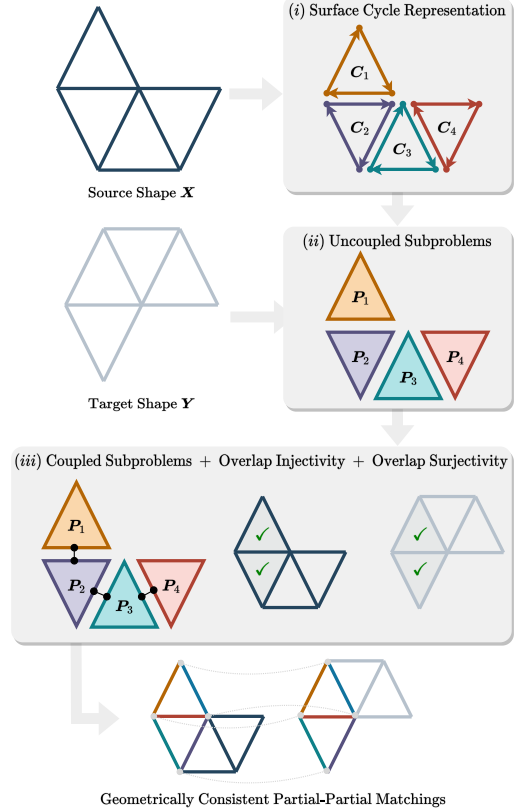 (i) Surface Cycle Representation
C1
C2
C3
C4
Source Shape X
(ii) Uncoupled Subproblems
P1
P2
P3
P4
Target Shape Y
(iii) Coupled Subproblems + Overlap Injectivity + Overlap Surjectivity
P1
P2
P3
P4
✓
✓
✓
✓
Geometrically Consistent Partial-Partial Matchings